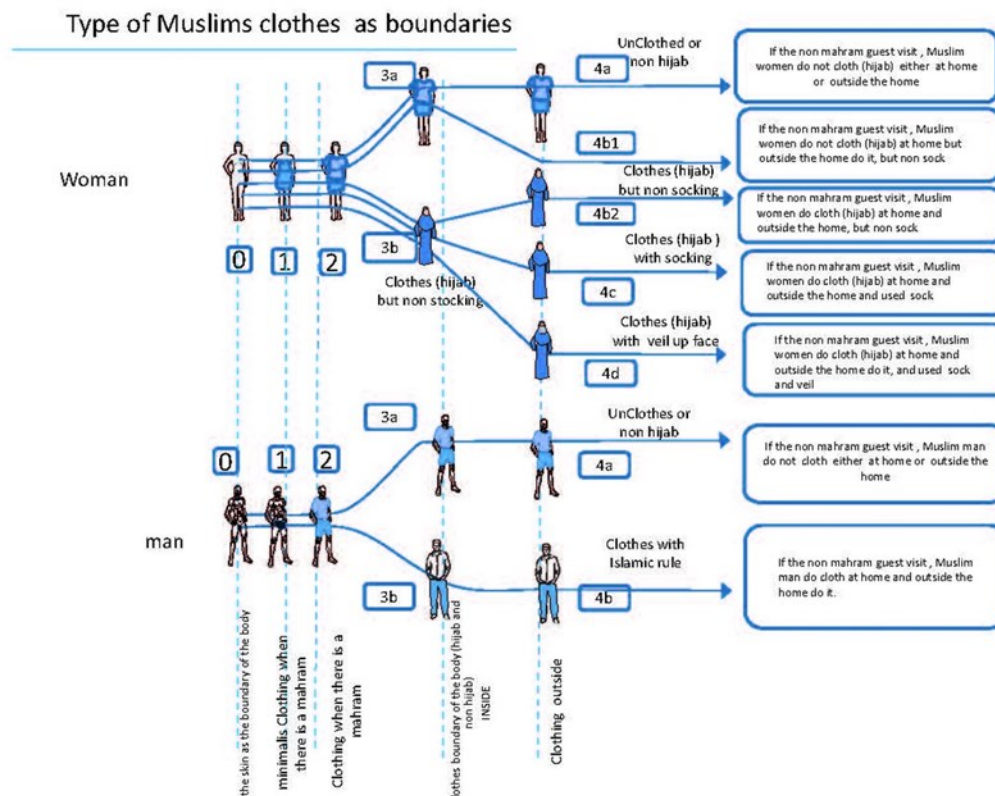 Type of Muslims clothes as boundaries
Woman
0
1
2
3a
3b
Clothes (hijab)
but non stocking
UnClothed or
non hijab
4a
4b1
Clothes (hijab)
but non socking
4b2
Clothes (hijab )
with socking
4c
Clothes (hijab)
with veil up face
4d
If the non mahram guest visit , Muslim
women do not cloth (hijab) either at home
or outside the home
If the non mahram guest visit , Muslim
women do not cloth (hijab) at home but
outside the home do it, but non sock
If the non mahram guest visit , Muslim
women do cloth (hijab) at home and
outside the home, but non sock
If the non mahram guest visit , Muslim
women do cloth (hijab) at home and
outside the home and used sock
If the non mahram guest visit , Muslim
women do cloth (hijab) at home and
outside the home do it, and used sock
and veil
man
0
1
2
3a
3b
UnClothes or
non hijab
4a
Clothes with
Islamic rule
4b
If the non mahram guest visit , Muslim man
do not cloth either at home or outside the
home
If the non mahram guest visit , Muslim
man do cloth at home and outside the
home do it.
the skin as the boundary of the body
minimalis Clothing when
there is a mahram
Clothing when there is a
mahram
clothes boundary of the body (hijab and
non hijab)
INSIDE
Clothing outside